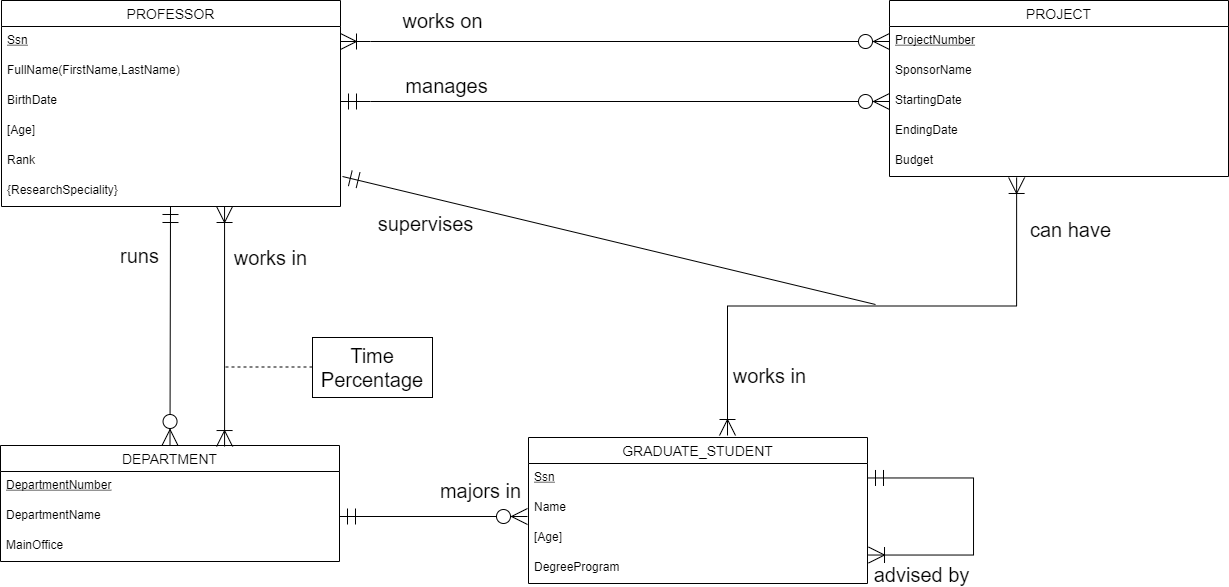 PROFESSOR
Ssn
FullName(FirstName,LastName)
BirthDate
[Age]
Rank
{ResearchSpeciality}
works on
manages
PROJECT
ProjectNumber
SponsorName
StartingDate
EndingDate
Budget
supervises
can have
runs
works in
Time
Percentage
works in
DEPARTMENT
DepartmentNumber
DepartmentName
MainOffice
majors in
GRADUATE_STUDENT
Ssn
Name
[Age]
DegreeProgram
advised by